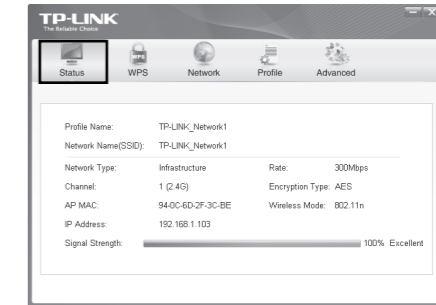 TP-LINK
The Reliable Choice
WPS
Status WPS Network Profile Advanced
Profile Name: TP-LINK_Network1
Network Name(SSID): TP-LINK_Network1
Network Type: Infrastructure Rate: 300Mbps
Channel: 1 (2.4G) Encryption Type: AES
AP MAC: 94-0C-6D-2F-3C-BE Wireless Mode: 802.11n
IP Address: 192.168.1.103
Signal Strength: 100% Excellent